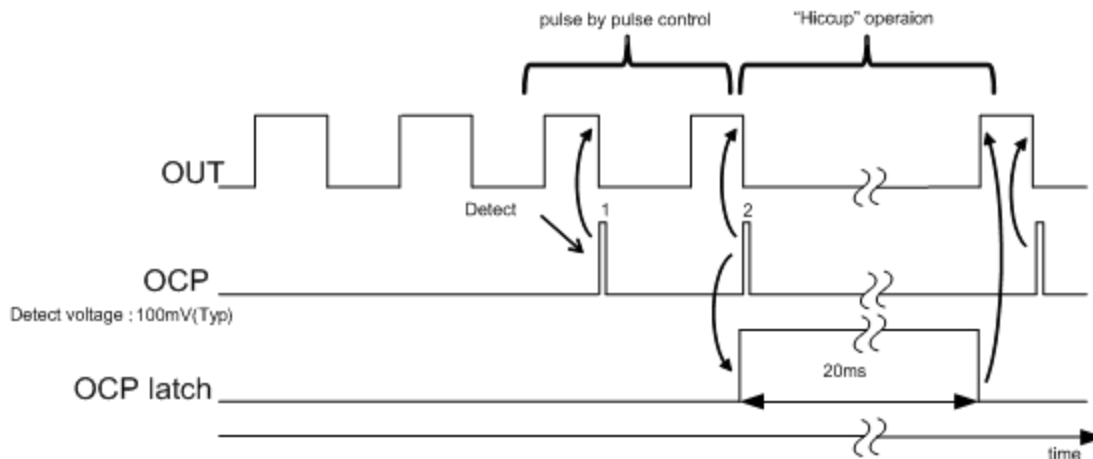 pulse by pulse control
“Hiccup” operaion
OUT
Detect
1
2
OCP
Detect voltage : 100mV(Typ)
20ms
OCP latch
time